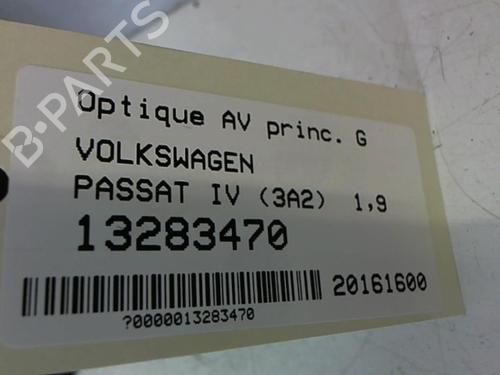 B-PARTS
Optique AV princ. G
VOLKSWAGEN
PASSAT IV (3A2) 1,9
13283470
20161600
?0000013283470